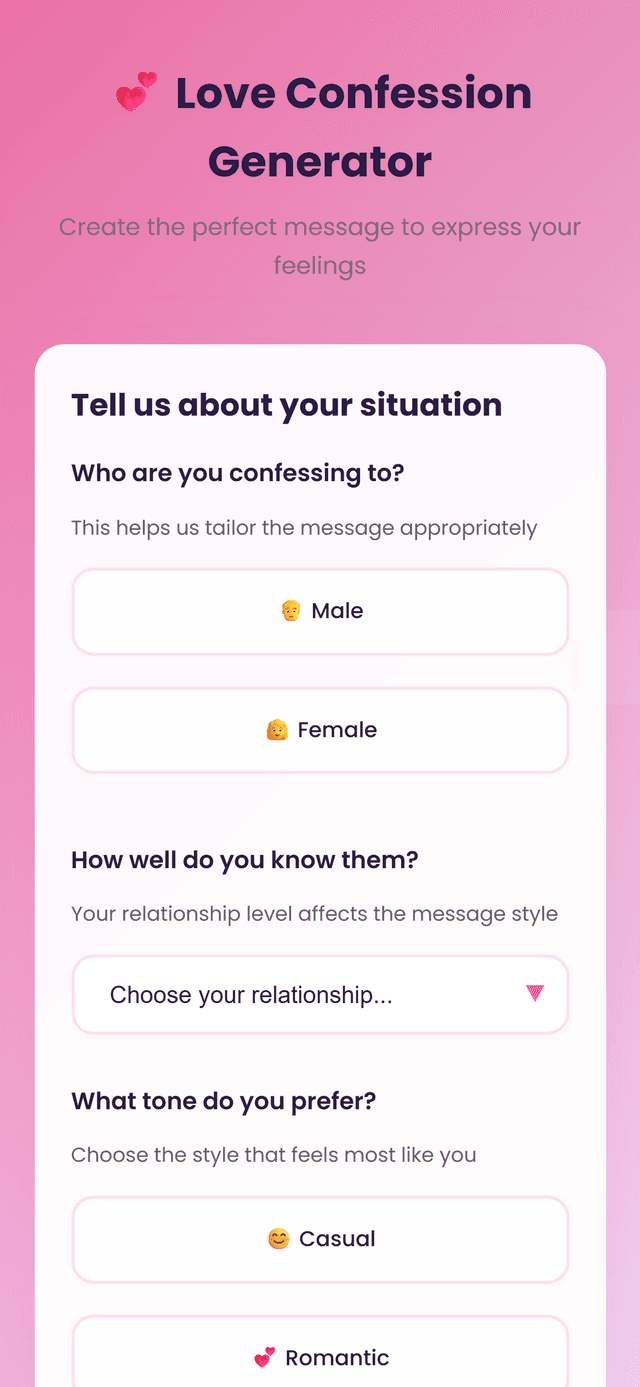 💕 Love Confession
Generator
Create the perfect message to express your
feelings
Tell us about your situation
Who are you confessing to?
This helps us tailor the message appropriately
👨 Male
👩 Female
How well do you know them?
Your relationship level affects the message style
Choose your relationship...
What tone do you prefer?
Choose the style that feels most like you
😊 Casual
💕 Romantic